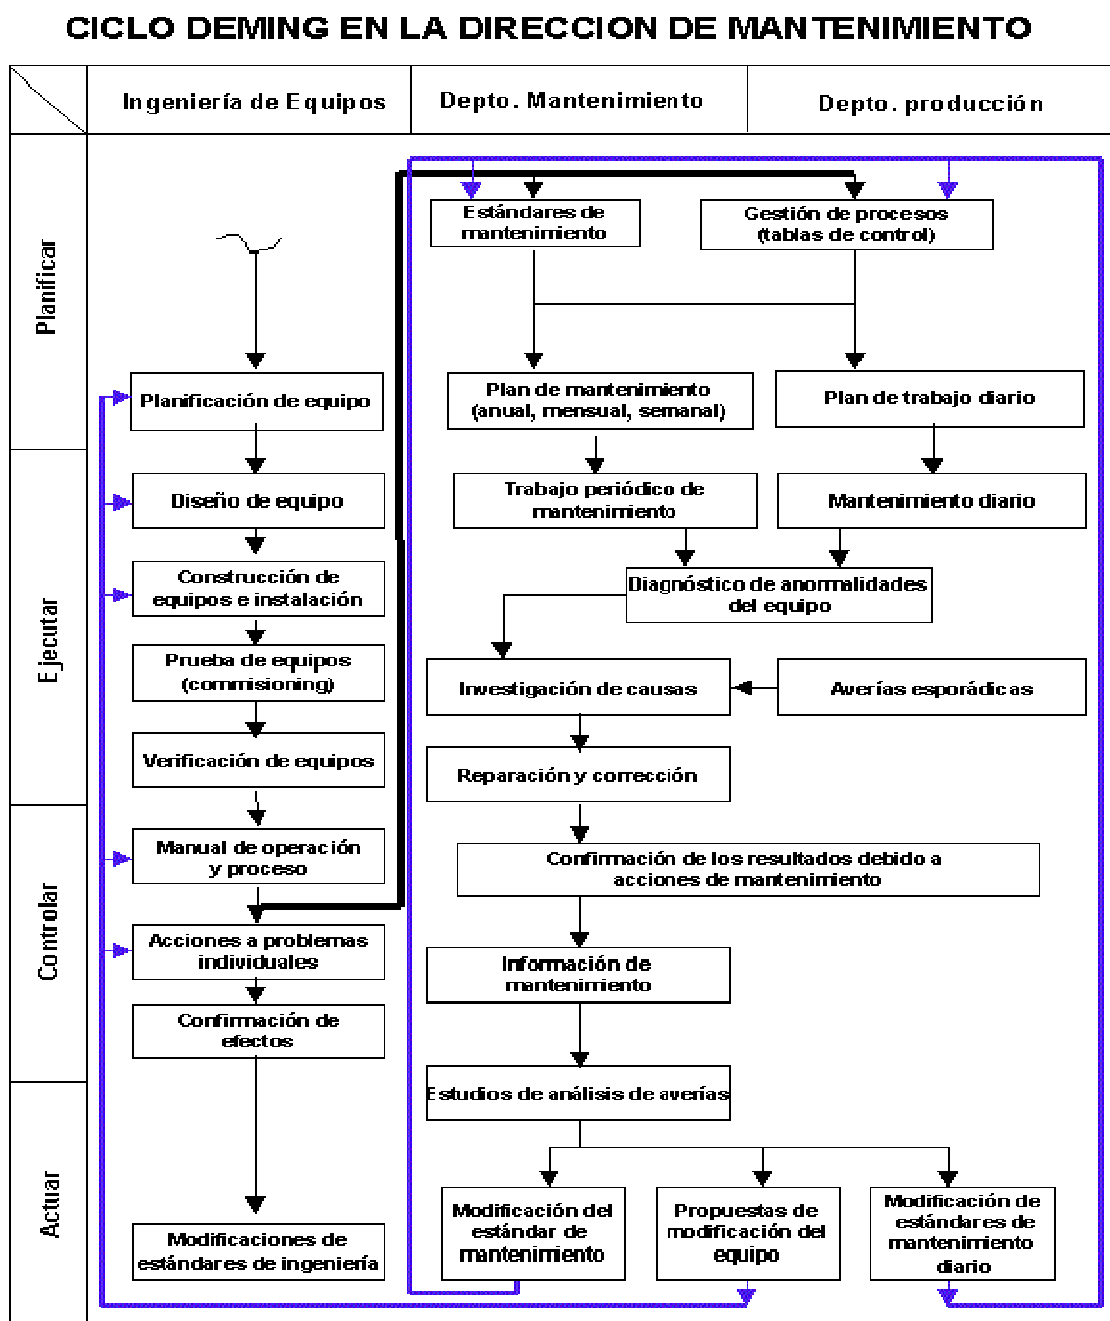 CICLO DEMING EN LA DIRECCION DE MANTENIMIENTO
Ingeniería de Equipos
Depto. Mantenimiento
Depto. producción
Planificar
Ejecutar
Controlar
Actuar
Planificación de equipo
Diseño de equipo
Construcción de
equipos e instalación
Prueba de equipos
(commisioning)
Verificación de equipos
Manual de operación
y proceso
Acciones a problemas
individuales
Confirmación de
efectos
Modificaciones de
estándares de ingeniería
Estándares de
mantenimiento
Gestión de procesos
(tablas de control)
Plan de mantenimiento
(anual, mensual, semanal)
Plan de trabajo diario
Trabajo periódico de
mantenimiento
Mantenimiento diario
Diagnóstico de anormalidades
del equipo
Investigación de causas
Averías esporádicas
Reparación y corrección
Confirmación de los resultados debido a
acciones de mantenimiento
Información de
mantenimiento
Estudios de análisis de averías
Modificación del
estándar de
mantenimiento
Propuestas de
modificación del
equipo
Modificación de
estándares de
mantenimiento
diario